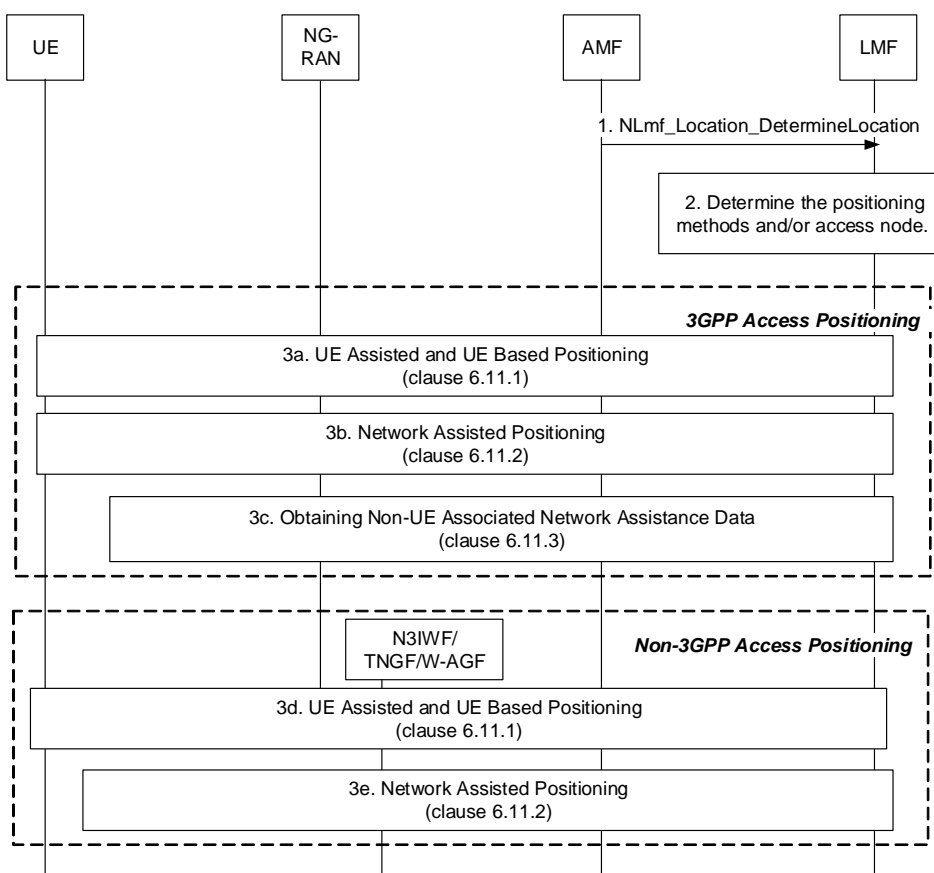 UE
NG-
RAN
AMF
LMF
1. NLmf_Location_DetermineLocation
2. Determine the positioning
methods and/or access node.
3GPP Access Positioning
3a. UE Assisted and UE Based Positioning
(clause 6.11.1)
3b. Network Assisted Positioning
(clause 6.11.2)
3c. Obtaining Non-UE Associated Network Assistance Data
(clause 6.11.3)
N3IWF/
TNGF/W-AGF
Non-3GPP Access Positioning
3d. UE Assisted and UE Based Positioning
(clause 6.11.1)
3e. Network Assisted Positioning
(clause 6.11.2)